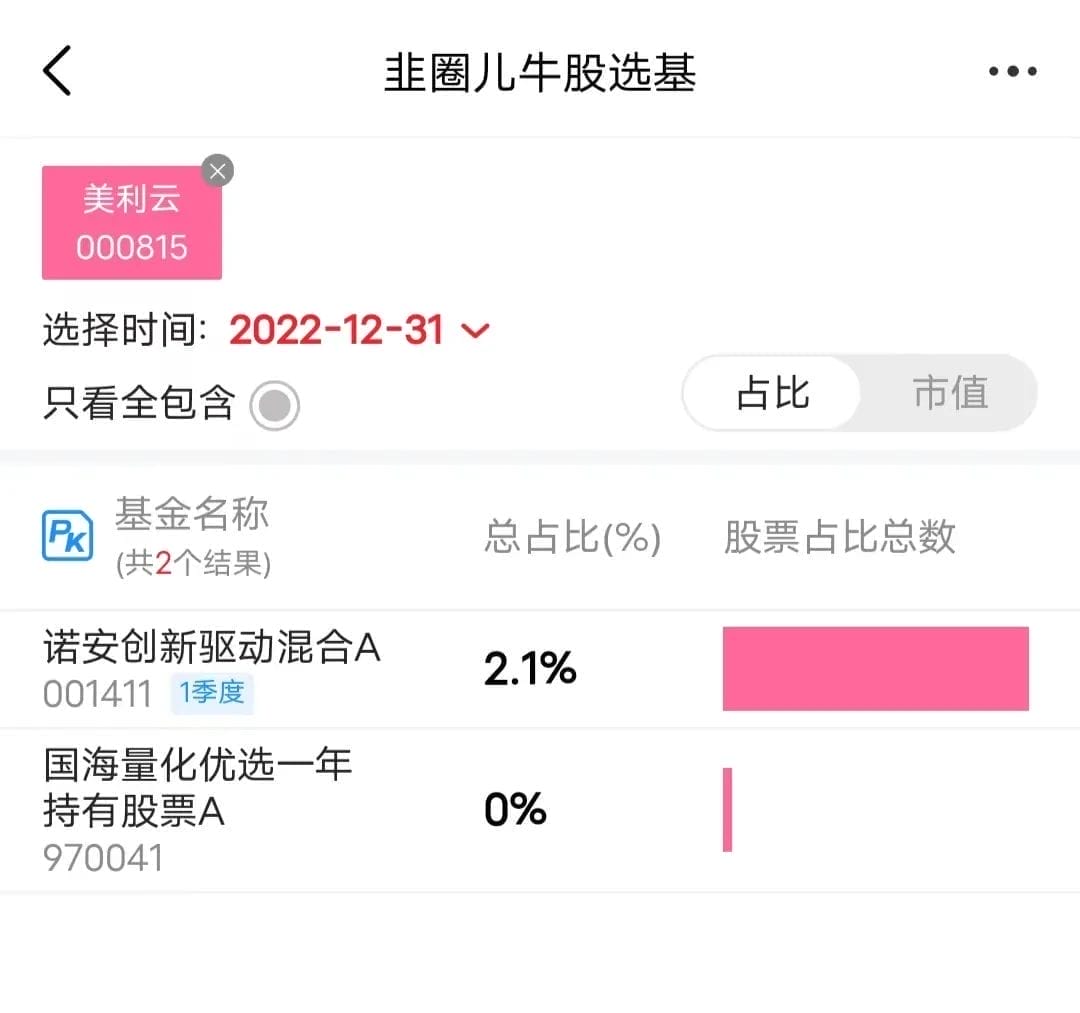 韭圈儿牛股选基
美利云
000815
选择时间: 2022-12-31
只看全包含
占比 市值
PK
基金名称
(共2个结果)
总占比(%) 股票占比总数
诺安创新驱动混合A
001411 1季度
2.1%
国海量化优选一年
持有股票A
970041
0%